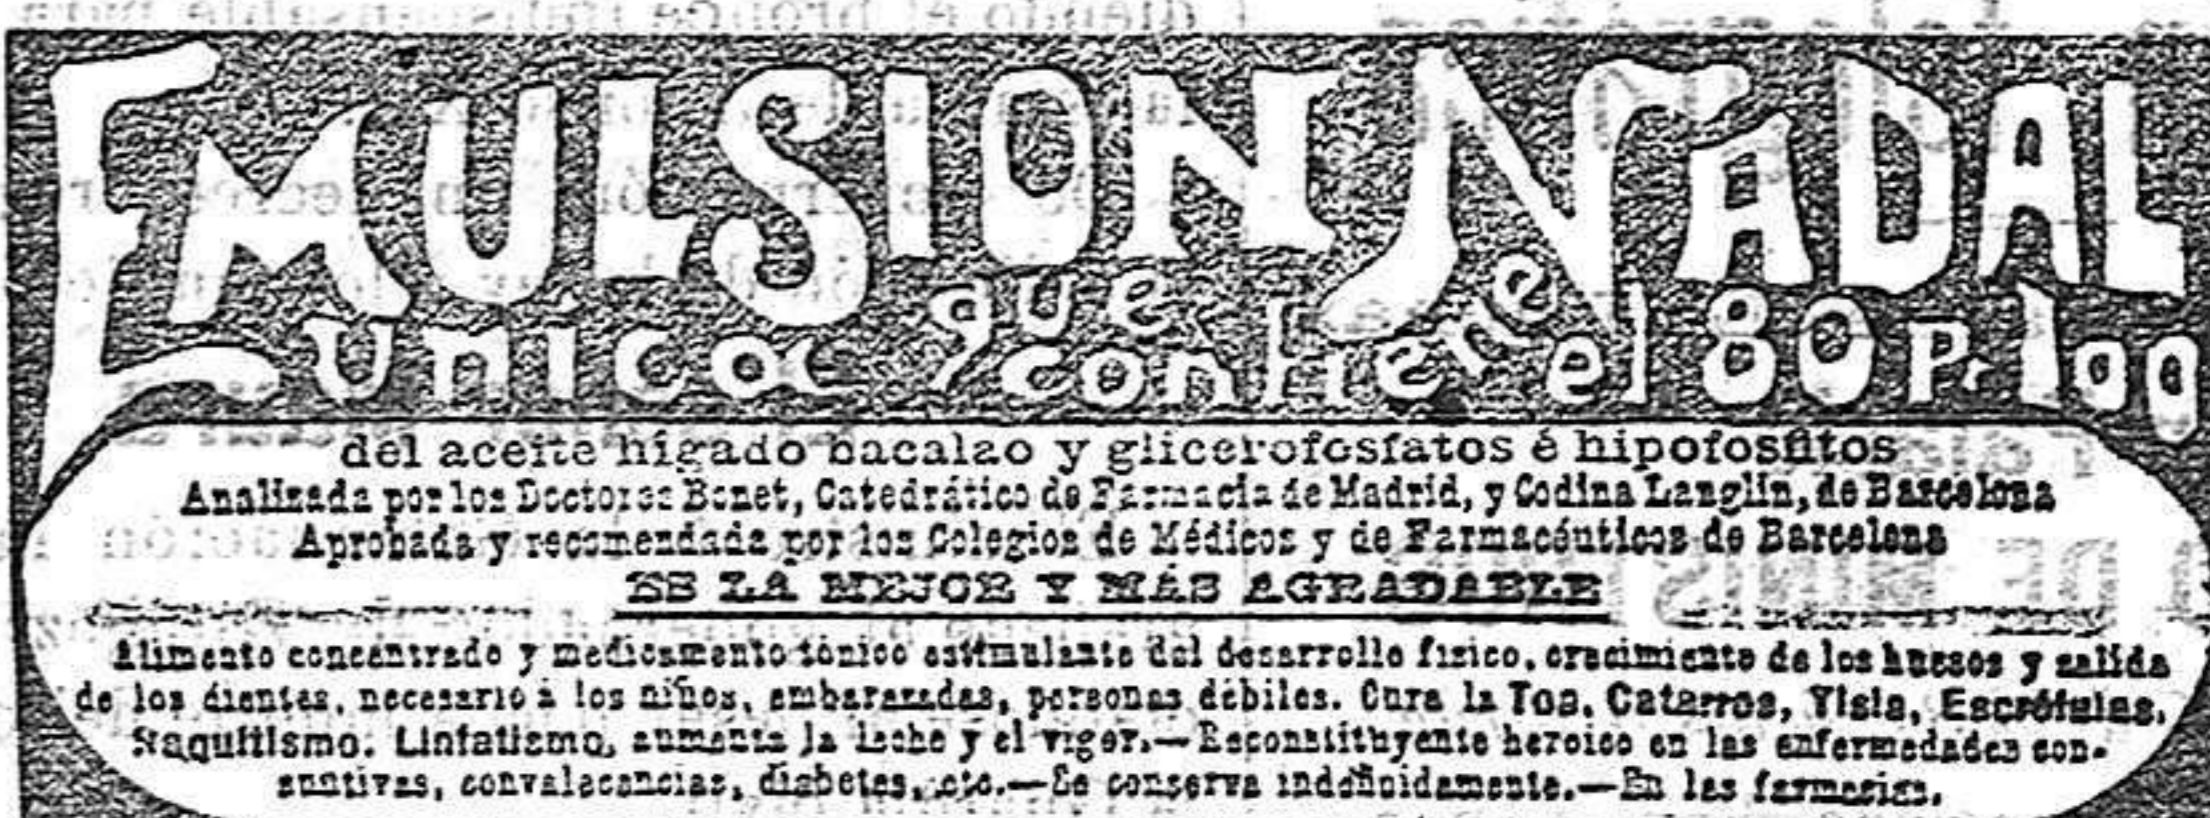 EMULSION NADAL
única que contiene el 80 p. 100
del aceite hígado bacalao y glicerofosfatos é hipofosfitos
Analizada por los Doctores Bonet, Catedrático de Farmacia de Madrid, y Codina Langlin, de Barcelona
Aprobada y recomendada por los Colegios de Médicos y de Farmacéuticos de Barcelona
ES LA MEJOR Y MÁS AGRADABLE
Alimento concentrado y medicamento tónico estimulante del desarrollo físico, crecimiento de los huesos y salida
de los dientes, necesario á los niños, embarazadas, personas débiles. Cura la Tos, Catarros, Tisis, Escrófulas,
Raquitismo, Linfatismo, aumenta la leche y el vigor.—Reconstituyente heroico en las enfermedades con-
suntivas, convalecencias, diabetes, etc.—Se conserva indefinidamente.—En las farmacias.